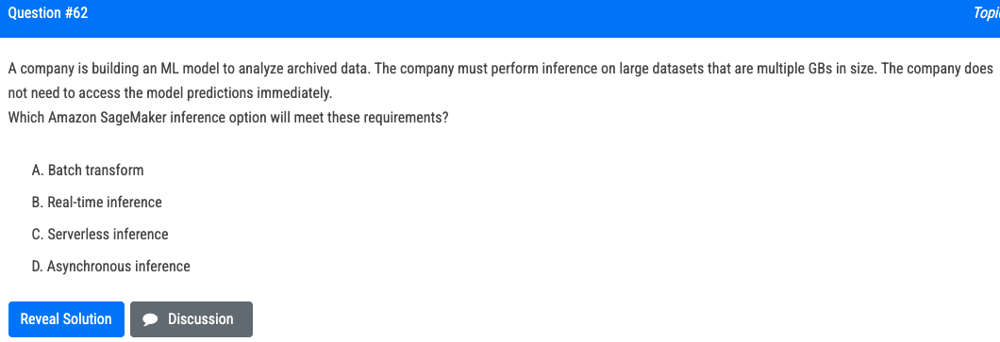 Question #62
Topi
A company is building an ML model to analyze archived data. The company must perform inference on large datasets that are multiple GBs in size. The company does
not need to access the model predictions immediately.
Which Amazon SageMaker inference option will meet these requirements?
A. Batch transform
B. Real-time inference
C. Serverless inference
D. Asynchronous inference
Reveal Solution
Discussion